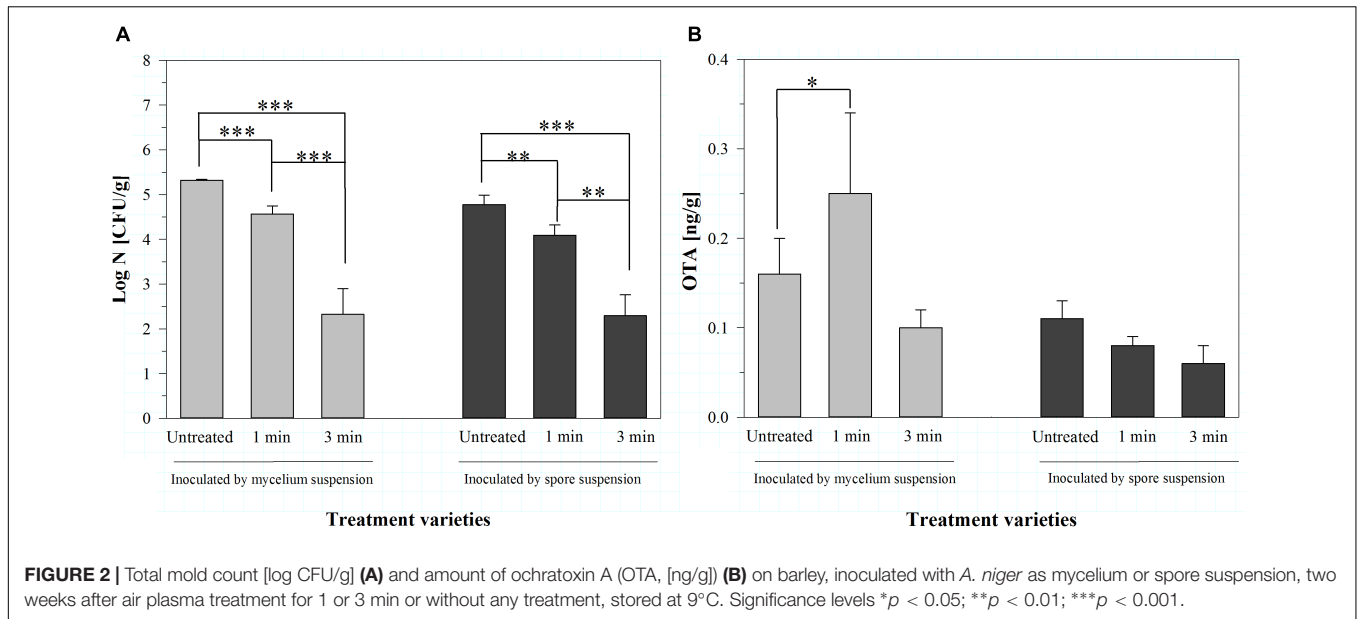 A
8
7
6
5
4
3
2
1
0
Log N [CFU/g]
***
***
***
***
**
**
Untreated 1 min 3 min Untreated 1 min 3 min
Inoculated by mycelium suspension Inoculated by spore suspension
Treatment varieties
B
0.4
0.3
0.2
0.1
0.0
OTA [ng/g]
*
Untreated 1 min 3 min Untreated 1 min 3 min
Inoculated by mycelium suspension Inoculated by spore suspension
Treatment varieties
FIGURE 2 | Total mold count [log CFU/g] (A) and amount of ochratoxin A (OTA, [ng/g]) (B) on barley, inoculated with A. niger as mycelium or spore suspension, two
weeks after air plasma treatment for 1 or 3 min or without any treatment, stored at 9°C. Significance levels *p < 0.05; **p < 0.01; ***p < 0.001.